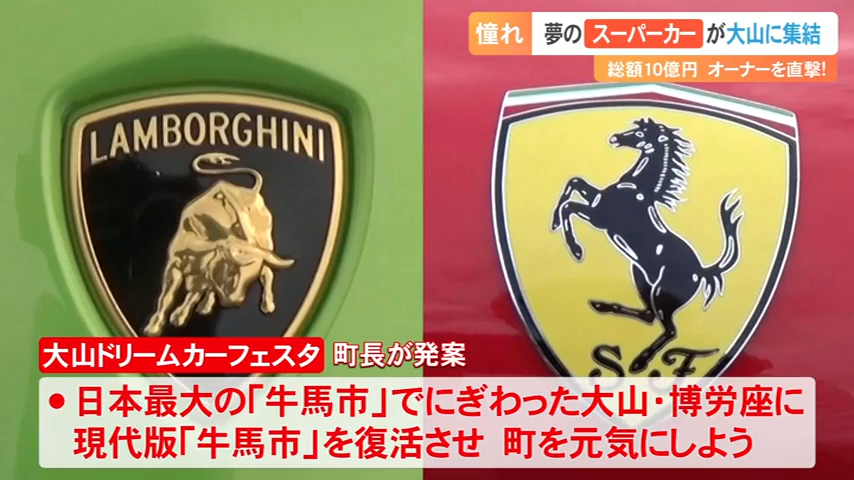 憧れ 夢のスーパーカーが大山に集結
総額10億円 オーナーを直撃!
LAMBORGHINI
S F
大山ドリームカーフェスタ 町長が発案
●日本最大の「牛馬市」でにぎわった大山・博労座に
現代版「牛馬市」を復活させ 町を元気にしよう